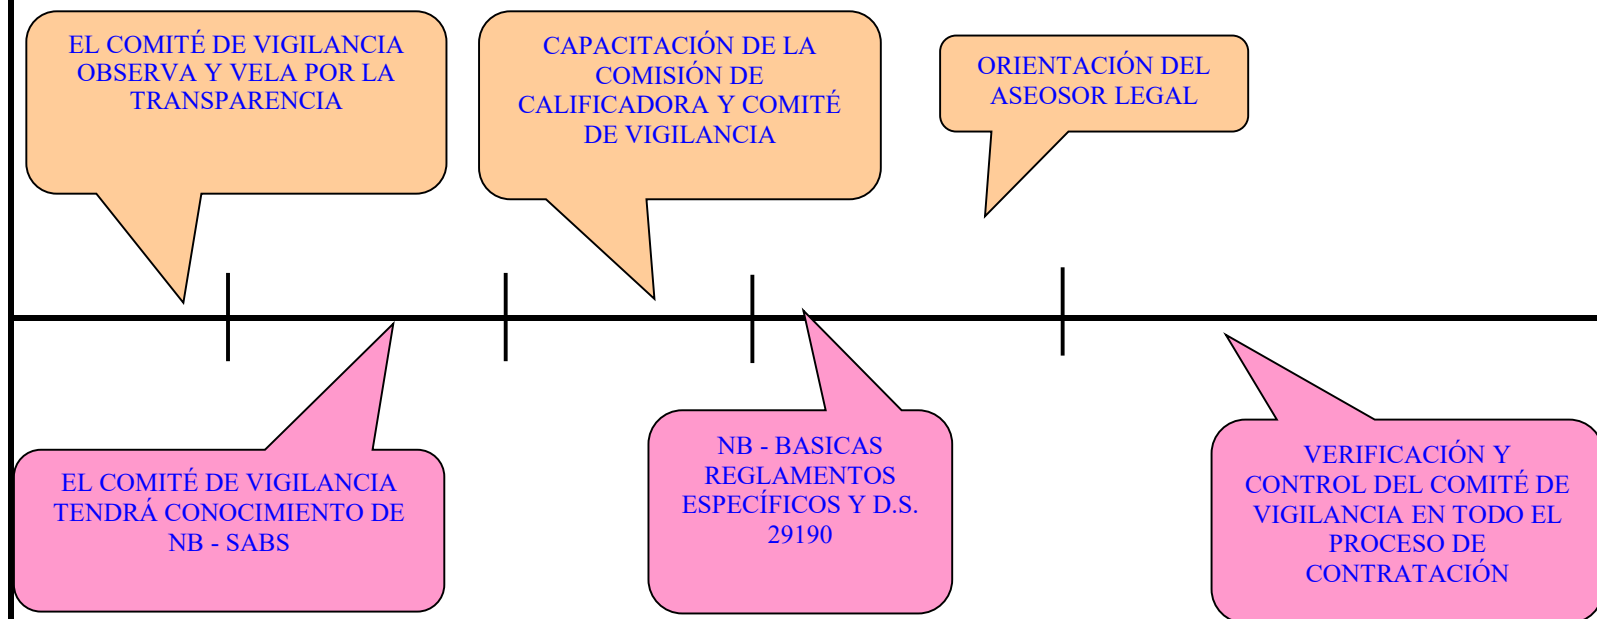 EL COMITÉ DE VIGILANCIA
OBSERVA Y VELA POR LA
TRANSPARENCIA
CAPACITACIÓN DE LA
COMISIÓN DE
CALIFICADORA Y COMITÉ
DE VIGILANCIA
ORIENTACIÓN DEL
ASEOSOR LEGAL
EL COMITÉ DE VIGILANCIA
TENDRÁ CONOCIMIENTO DE
NB - SABS
NB - BASICAS
REGLAMENTOS
ESPECÍFICOS Y D.S.
29190
VERIFICACIÓN Y
CONTROL DEL COMITÉ DE
VIGILANCIA EN TODO EL
PROCESO DE
CONTRATACIÓN